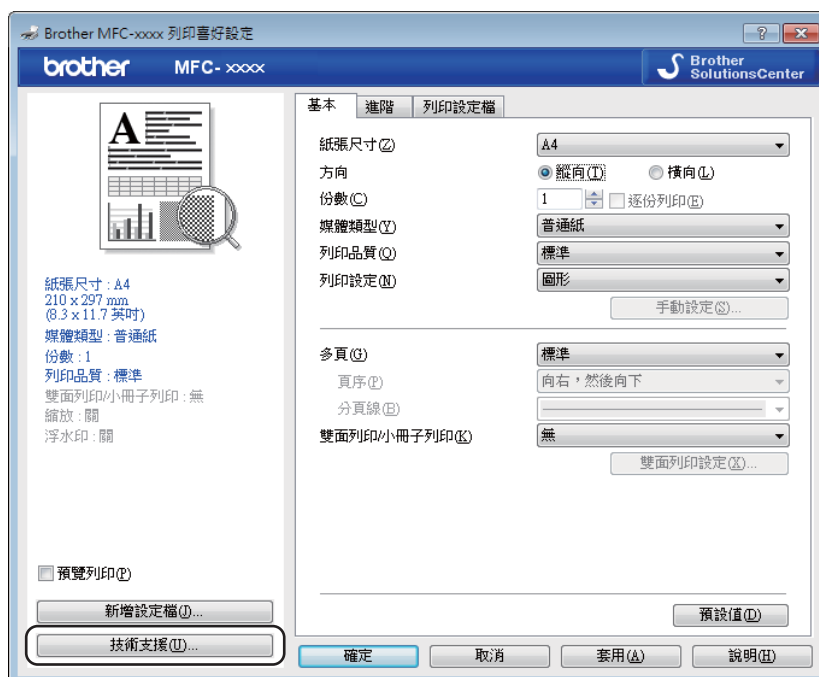 Brother MFC-xxxx 列印喜好設定
brother MFC- xxxx
Brother
SolutionsCenter
A
紙張尺寸 : A4
210 x 297 mm
(8.3 x 11.7 英吋)
媒體類型 : 普通紙
份數 : 1
列印品質 : 標準
雙面列印/小冊子列印 : 無
縮放 : 關
浮水印 : 關
預覽列印(P)
新增設定檔(J)...
技術支援(U)...
基本 進階 列印設定檔
紙張尺寸(Z) A4
方向 縱向(T) 橫向(L)
份數(C) 1 逐份列印(E)
媒體類型(Y) 普通紙
列印品質(Q) 標準
列印設定(N) 圖形
手動設定(S)...
多頁(G) 標準
頁序(P) 向右，然後向下
分頁線(B)
雙面列印/小冊子列印(K) 無
雙面列印設定(X)...
預設值(D)
確定 取消 套用(A) 說明(H)